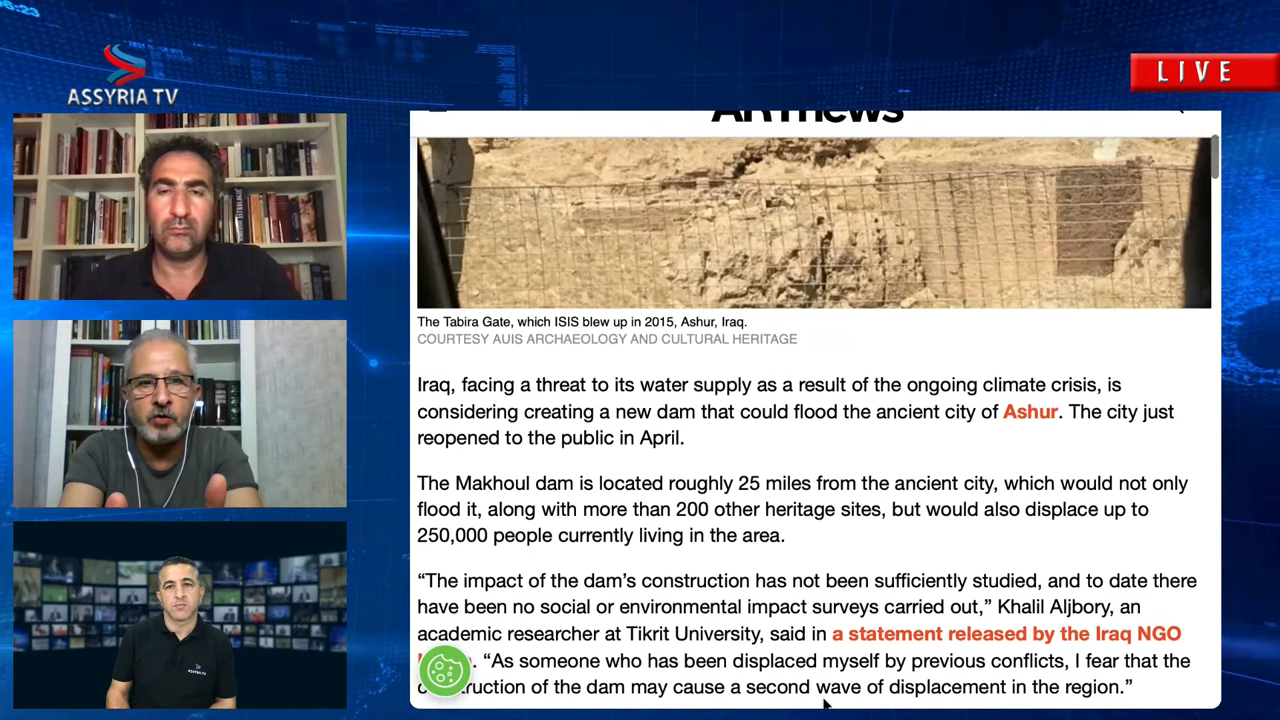 06:23
ASSYRIA TV
LIVE
ARTnews
The Tabira Gate, which ISIS blew up in 2015, Ashur, Iraq.
COURTESY AUIS ARCHAEOLOGY AND CULTURAL HERITAGE
Iraq, facing a threat to its water supply as a result of the ongoing climate crisis, is
considering creating a new dam that could flood the ancient city of Ashur. The city just
reopened to the public in April.
The Makhoul dam is located roughly 25 miles from the ancient city, which would not only
flood it, along with more than 200 other heritage sites, but would also displace up to
250,000 people currently living in the area.
“The impact of the dam’s construction has not been sufficiently studied, and to date there
have been no social or environmental impact surveys carried out,” Khalil Aljbory, an
academic researcher at Tikrit University, said in a statement released by the Iraq NGO
. “As someone who has been displaced myself by previous conflicts, I fear that the
construction of the dam may cause a second wave of displacement in the region.”
ASSYRIA TV